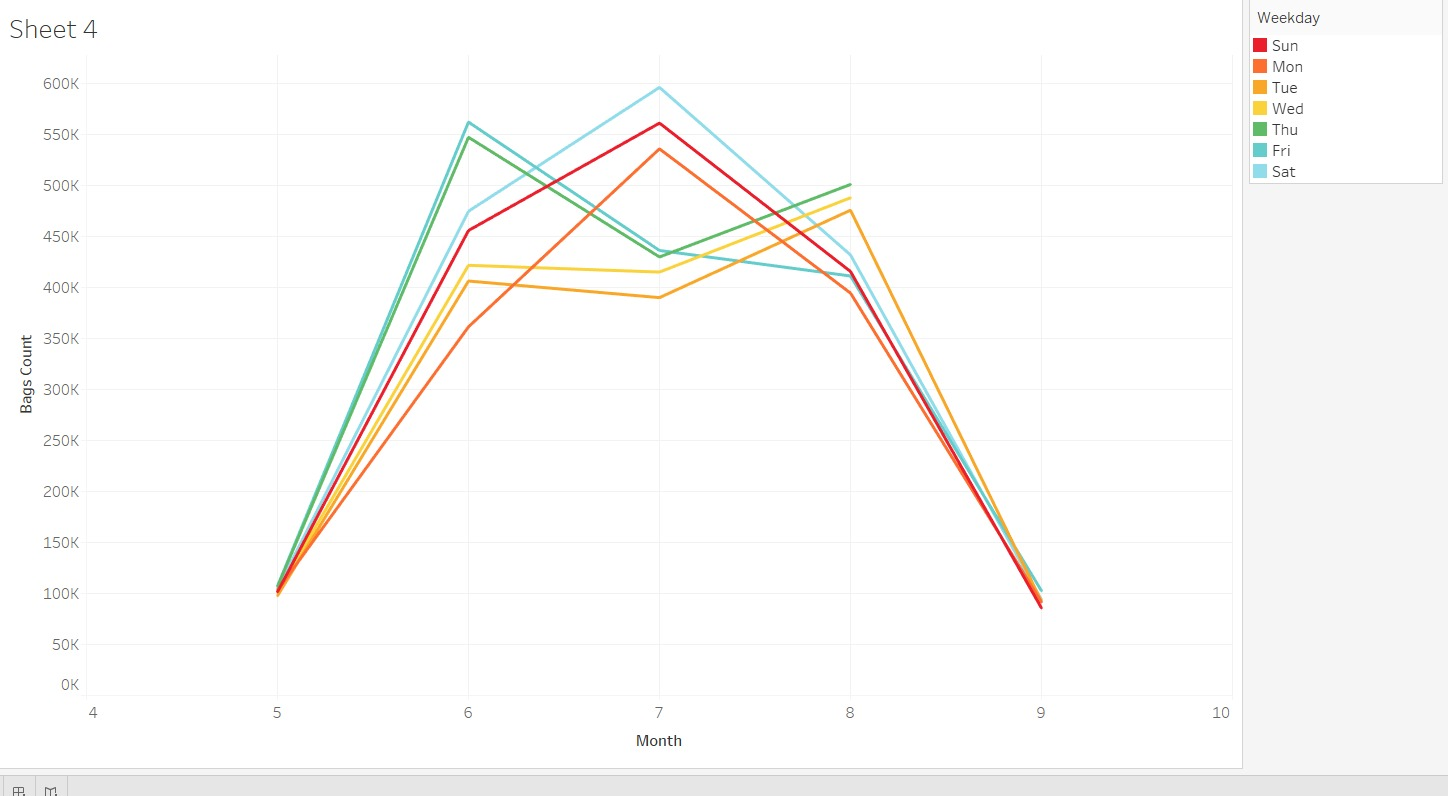 Sheet 4
Weekday
Sun
Mon
Tue
Wed
Thu
Fri
Sat
600K
550K
500K
450K
400K
350K
300K
250K
200K
150K
100K
50K
0K
Bags Count
4 5 6 7 8 9 10
Month